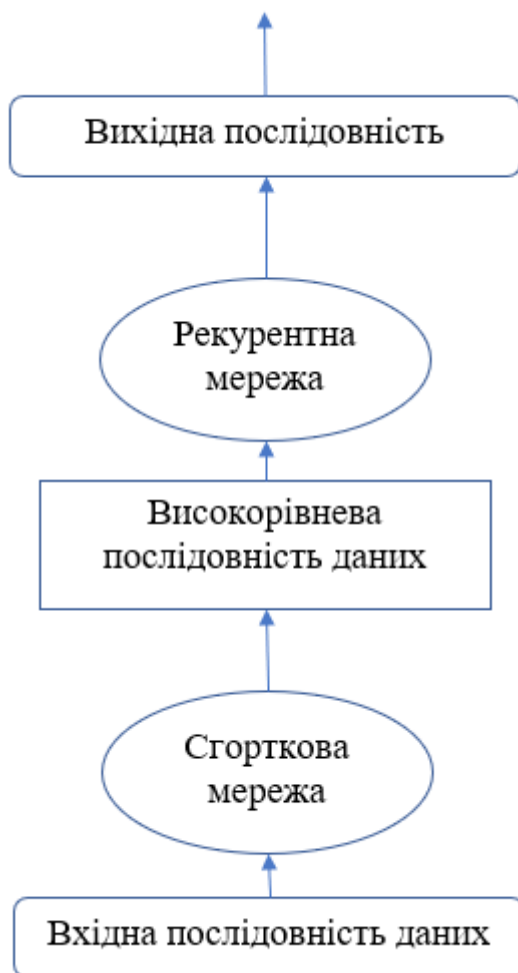 Вихідна послідовність
Рекурентна
мережа
Високорівнева
послідовність даних
Сгорткова
мережа
Вхідна послідовність даних